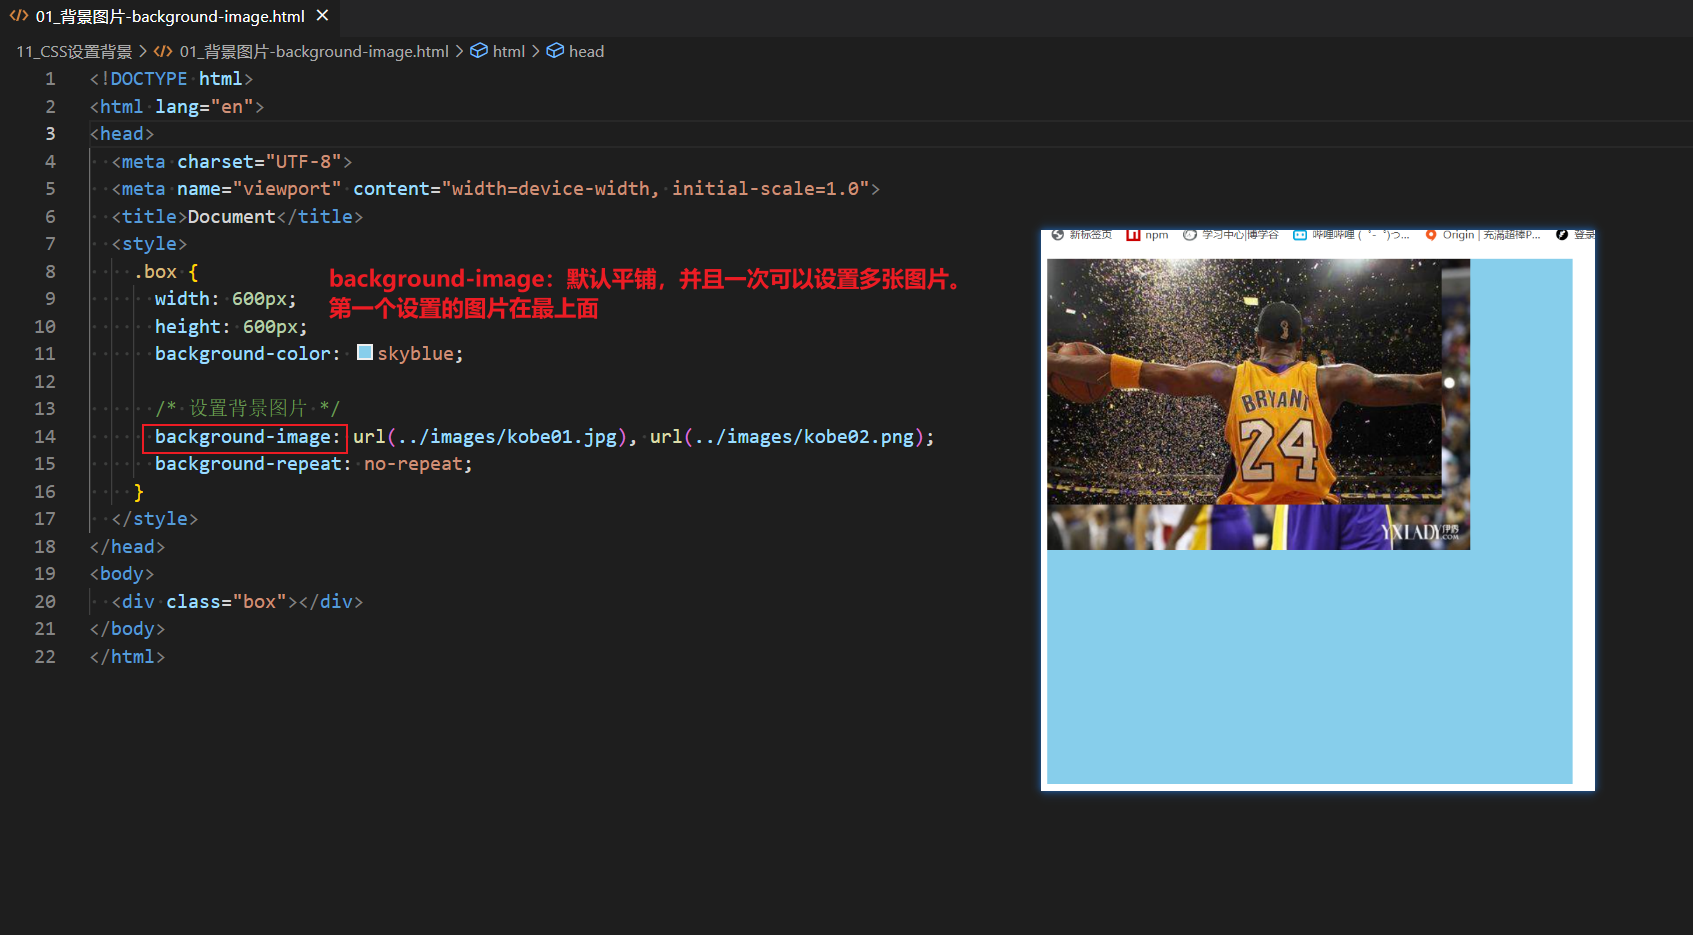 01_背景图片-background-image.html
11_CSS设置背景 > 01_背景图片-background-image.html > html > head
1 <!DOCTYPE html>
2 <html lang="en">
3 <head>
4 <meta charset="UTF-8">
5 <meta name="viewport" content="width=device-width, initial-scale=1.0">
6 <title>Document</title>
7 <style>
8 .box {
9 width: 600px;
10 height: 600px;
11 background-color: skyblue;
12
13 /* 设置背景图片 */
14 background-image: url(../images/kobe01.jpg), url(../images/kobe02.png);
15 background-repeat: no-repeat;
16 }
17 </style>
18 </head>
19 <body>
20 <div class="box"></div>
21 </body>
22 </html>
background-image：默认平铺，并且一次可以设置多张图片。
第一个设置的图片在最上面
新标签页 npm 学习中心|博学谷 哔哩哔哩 (゜-゜)つ... Origin | 充满超棒P... 登录
BRYANT
24
YXLADY伊秀
.COM